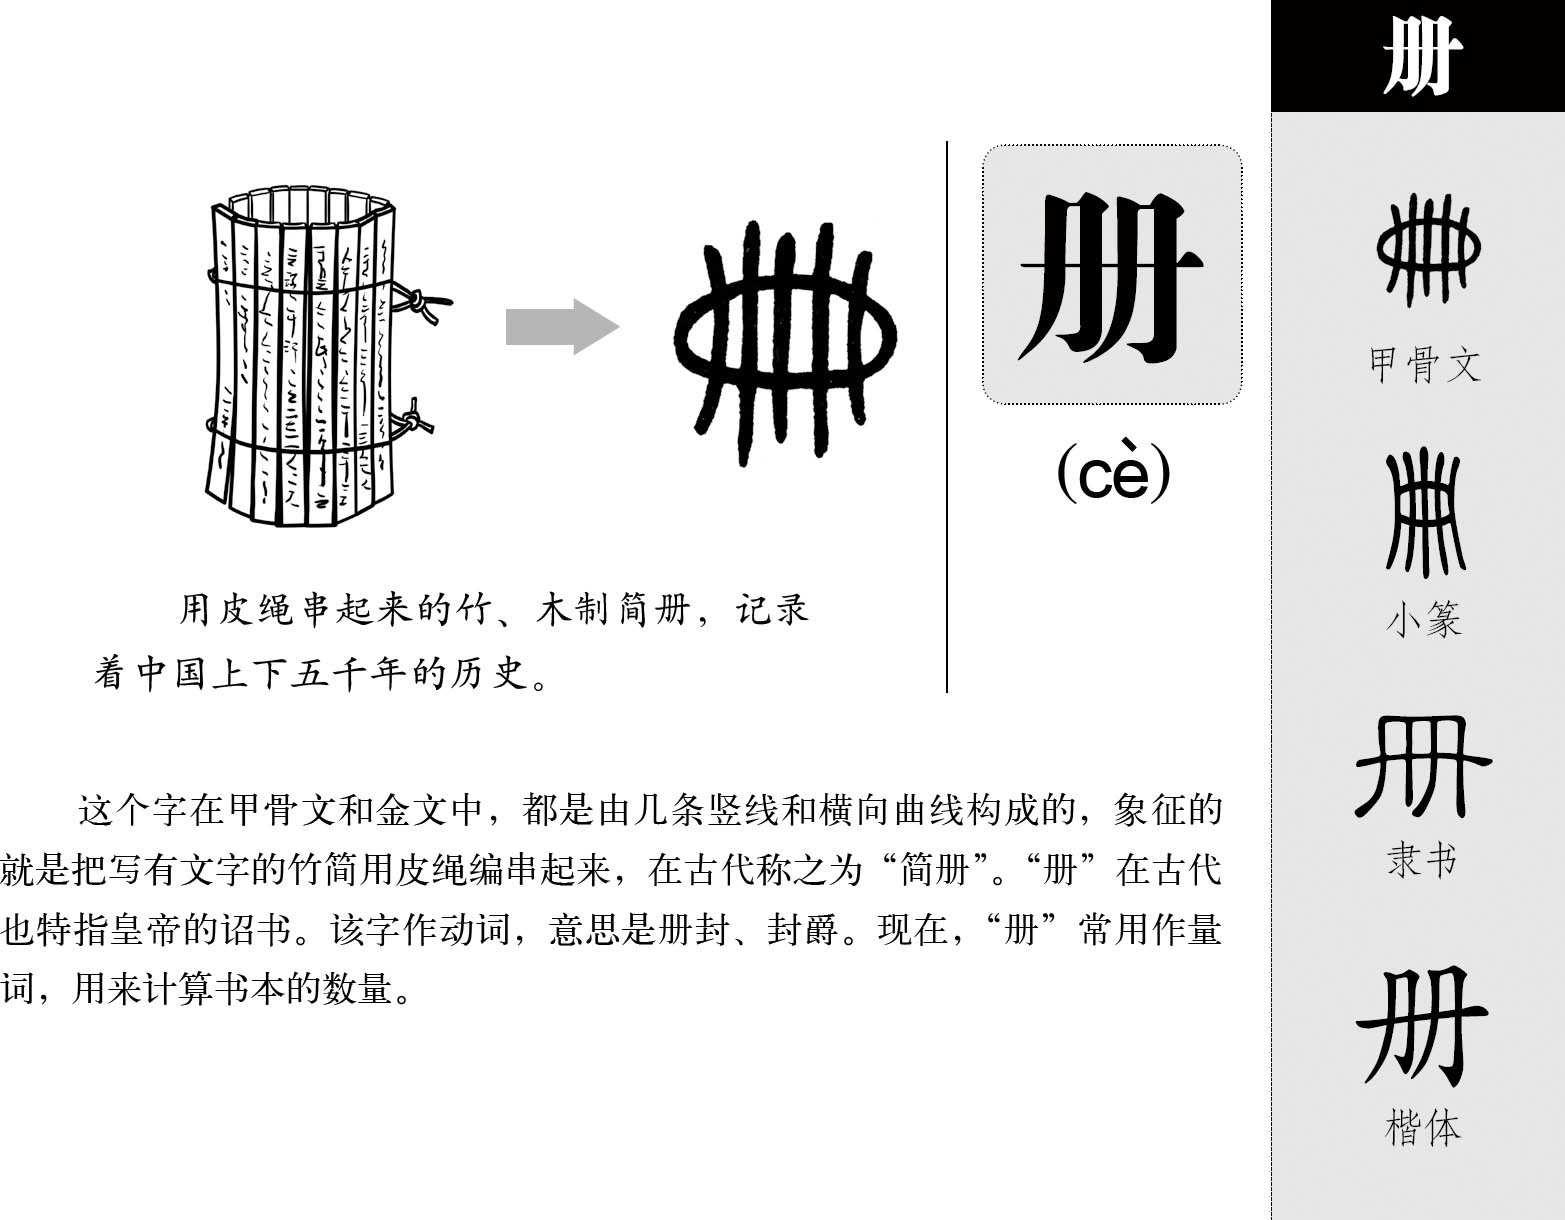 册
册
(cè)
用皮绳串起来的竹、木制简册，记录
着中国上下五千年的历史。
这个字在甲骨文和金文中，都是由几条竖线和横向曲线构成的，象征的
就是把写有文字的竹简用皮绳编串起来，在古代称之为“简册”。“册”在古代
也特指皇帝的诏书。该字作动词，意思是册封、封爵。现在，“册”常用作量
词，用来计算书本的数量。
甲骨文
小篆
册
隶书
册
楷体